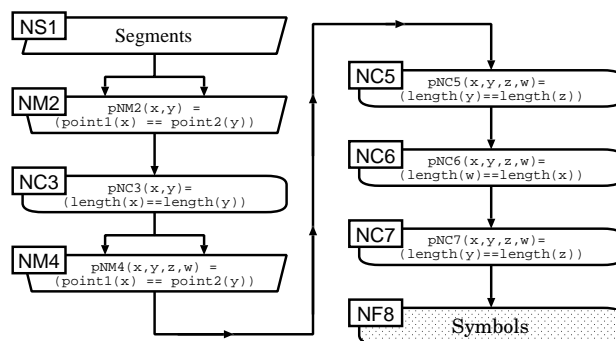 NS1
Segments
NM2
pNM2(x,y) =
(point1(x) == point2(y))
NC3
pNC3(x,y)=
(length(x)==length(y))
NM4
pNM4(x,y,z,w) =
(point1(x) == point2(y))
NC5
pNC5(x,y,z,w)=
(length(y)==length(z))
NC6
pNC6(x,y,z,w)=
(length(w)==length(x))
NC7
pNC7(x,y,z,w)=
(length(y)==length(z))
NF8
Symbols